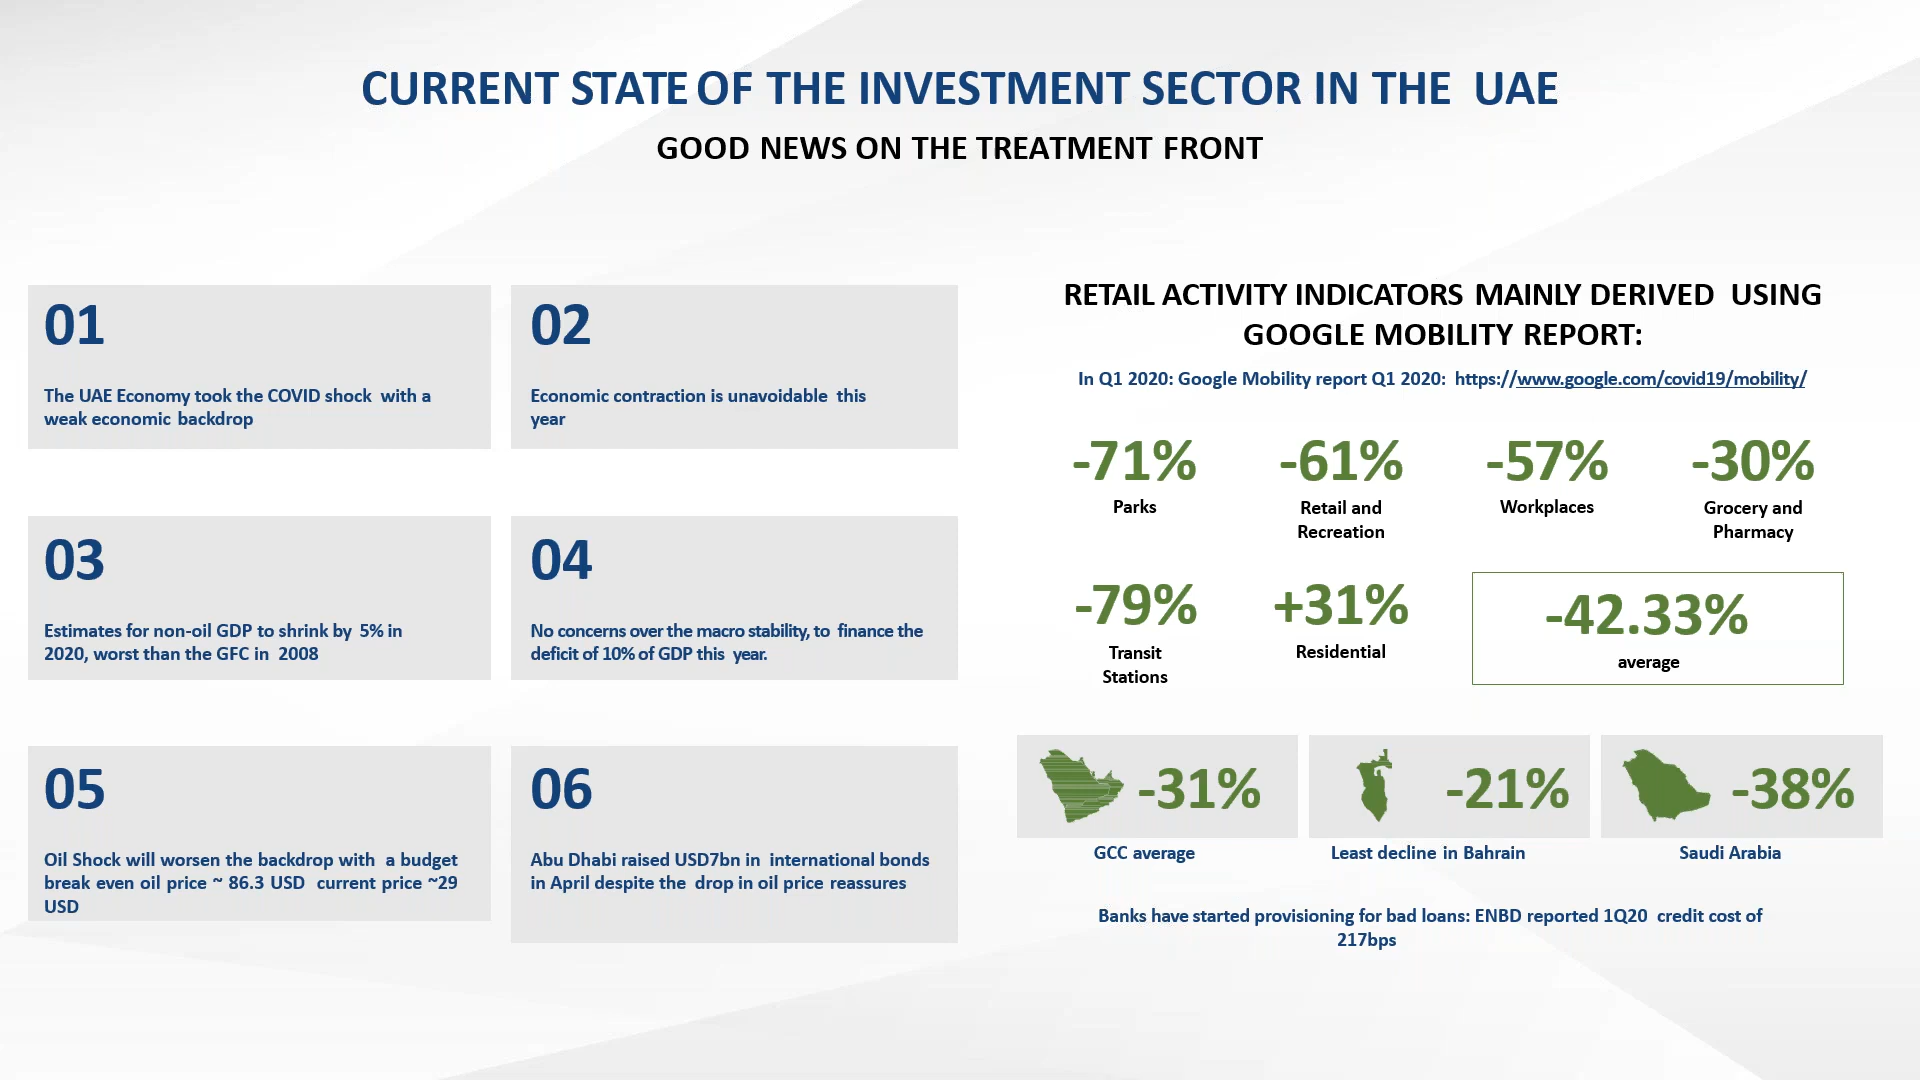 CURRENT STATE OF THE INVESTMENT SECTOR IN THE UAE
GOOD NEWS ON THE TREATMENT FRONT
01
The UAE Economy took the COVID shock with a
weak economic backdrop
02
Economic contraction is unavoidable this
year
03
Estimates for non-oil GDP to shrink by 5% in
2020, worst than the GFC in 2008
04
No concerns over the macro stability, to finance the
deficit of 10% of GDP this year.
05
Oil Shock will worsen the backdrop with a budget
break even oil price ~ 86.3 USD current price ~29
USD
06
Abu Dhabi raised USD7bn in international bonds
in April despite the drop in oil price reassures
RETAIL ACTIVITY INDICATORS MAINLY DERIVED USING
GOOGLE MOBILITY REPORT:
In Q1 2020: Google Mobility report Q1 2020: https://www.google.com/covid19/mobility/
-71%
Parks
-61%
Retail and
Recreation
-57%
Workplaces
-30%
Grocery and
Pharmacy
-79%
Transit
Stations
+31%
Residential
-42.33%
average
-31%
GCC average
-21%
Least decline in Bahrain
-38%
Saudi Arabia
Banks have started provisioning for bad loans: ENBD reported 1Q20 credit cost of
217bps